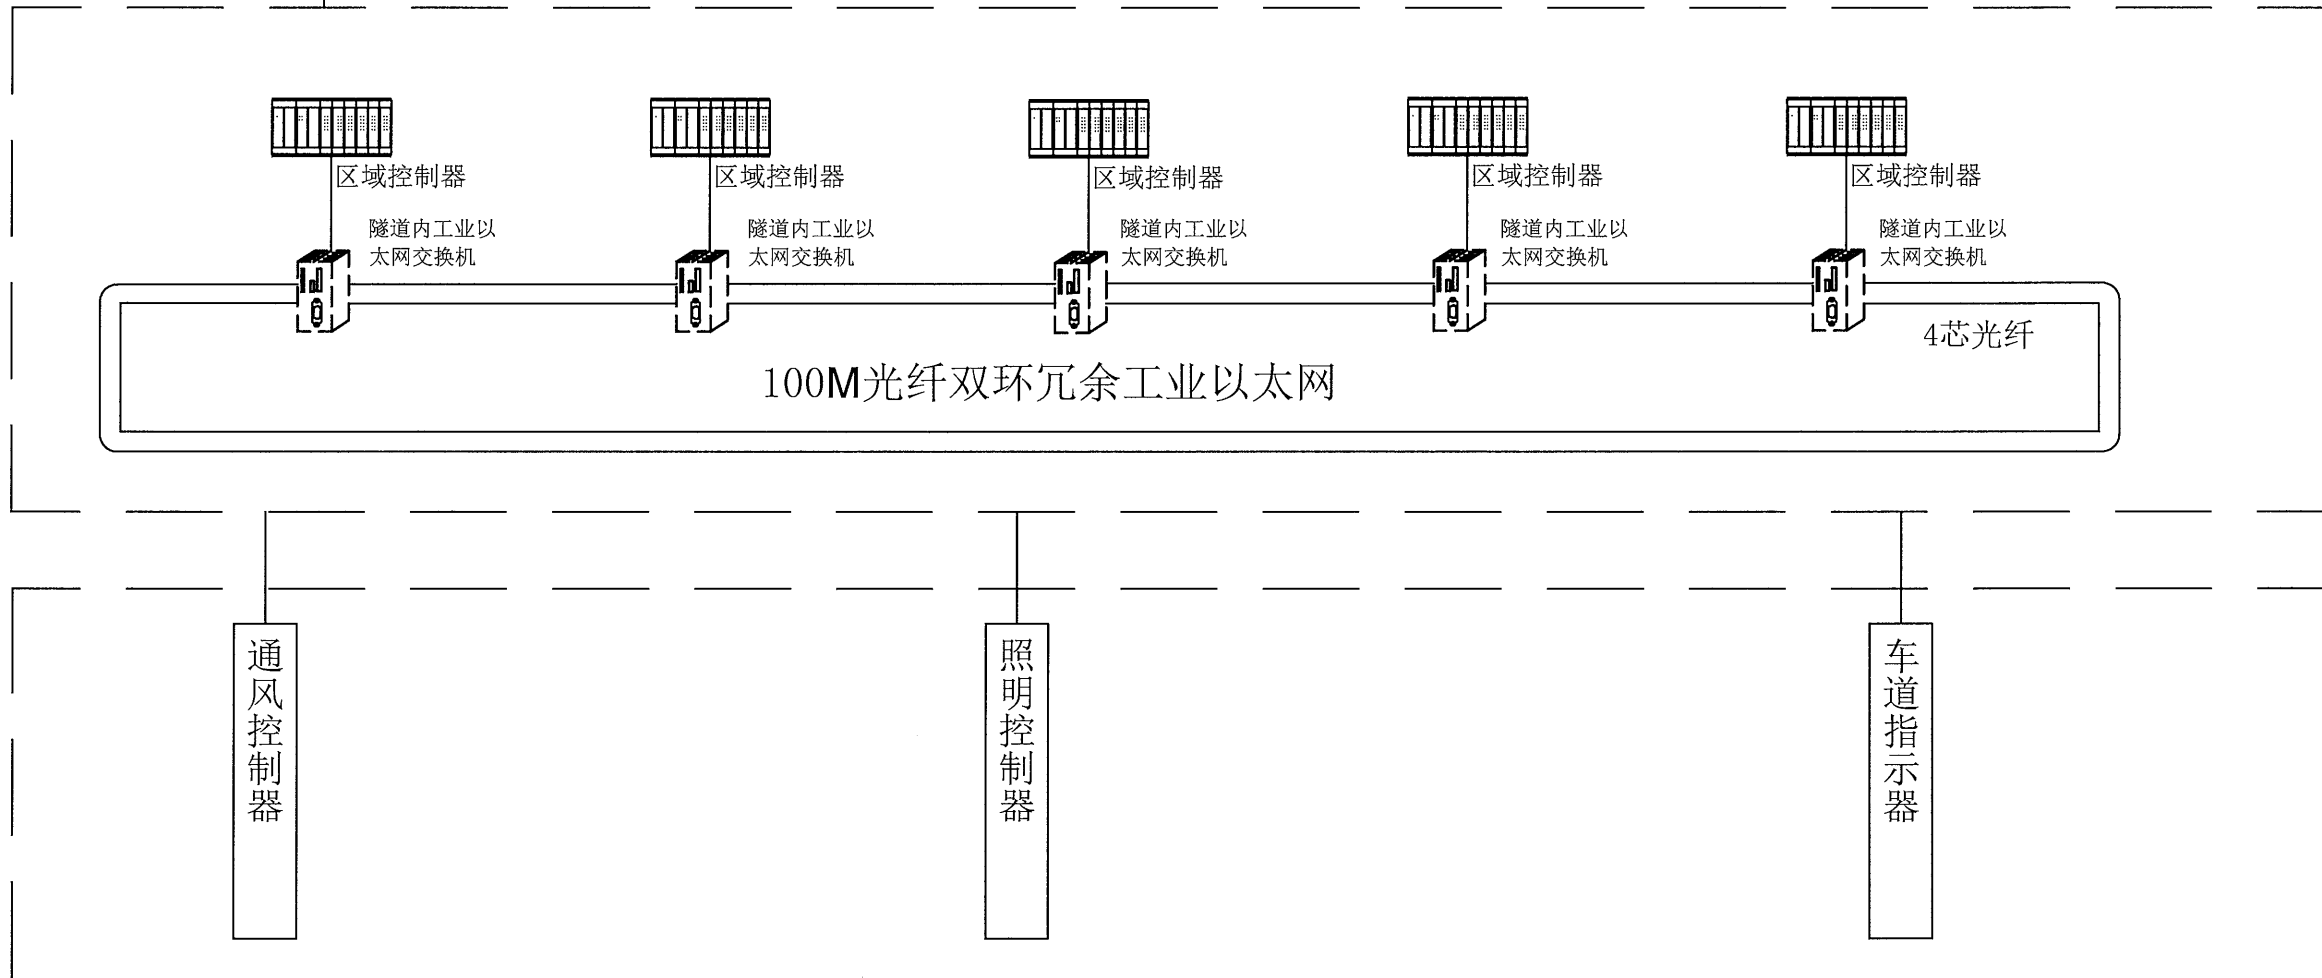 区域控制器
区域控制器
区域控制器
区域控制器
区域控制器
隧道内工业以
太网交换机
隧道内工业以
太网交换机
隧道内工业以
太网交换机
隧道内工业以
太网交换机
隧道内工业以
太网交换机
4芯光纤
100M光纤双环冗余工业以太网
通风控制器
照明控制器
车道指示器